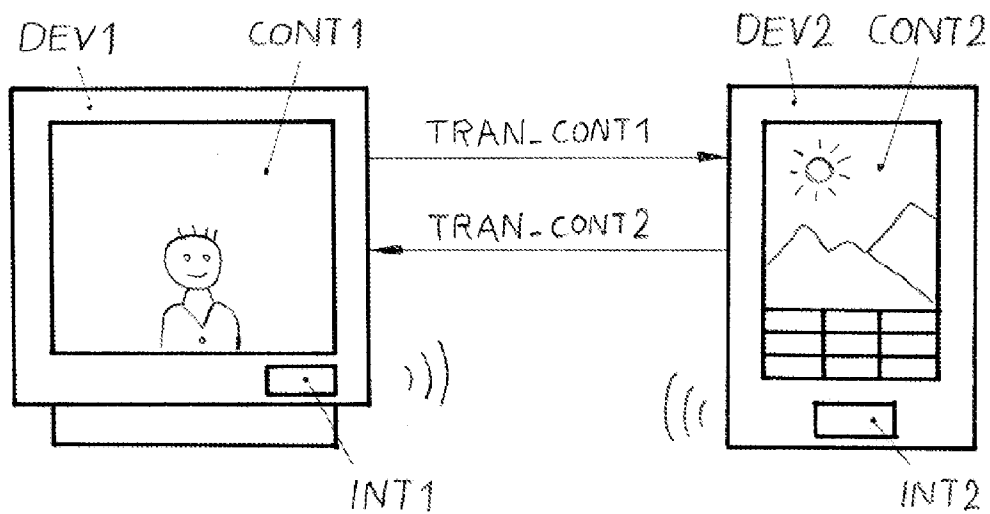 DEV1 CONT1 DEV2 CONT2
TRAN_CONT1
TRAN_CONT2
INT1 INT2